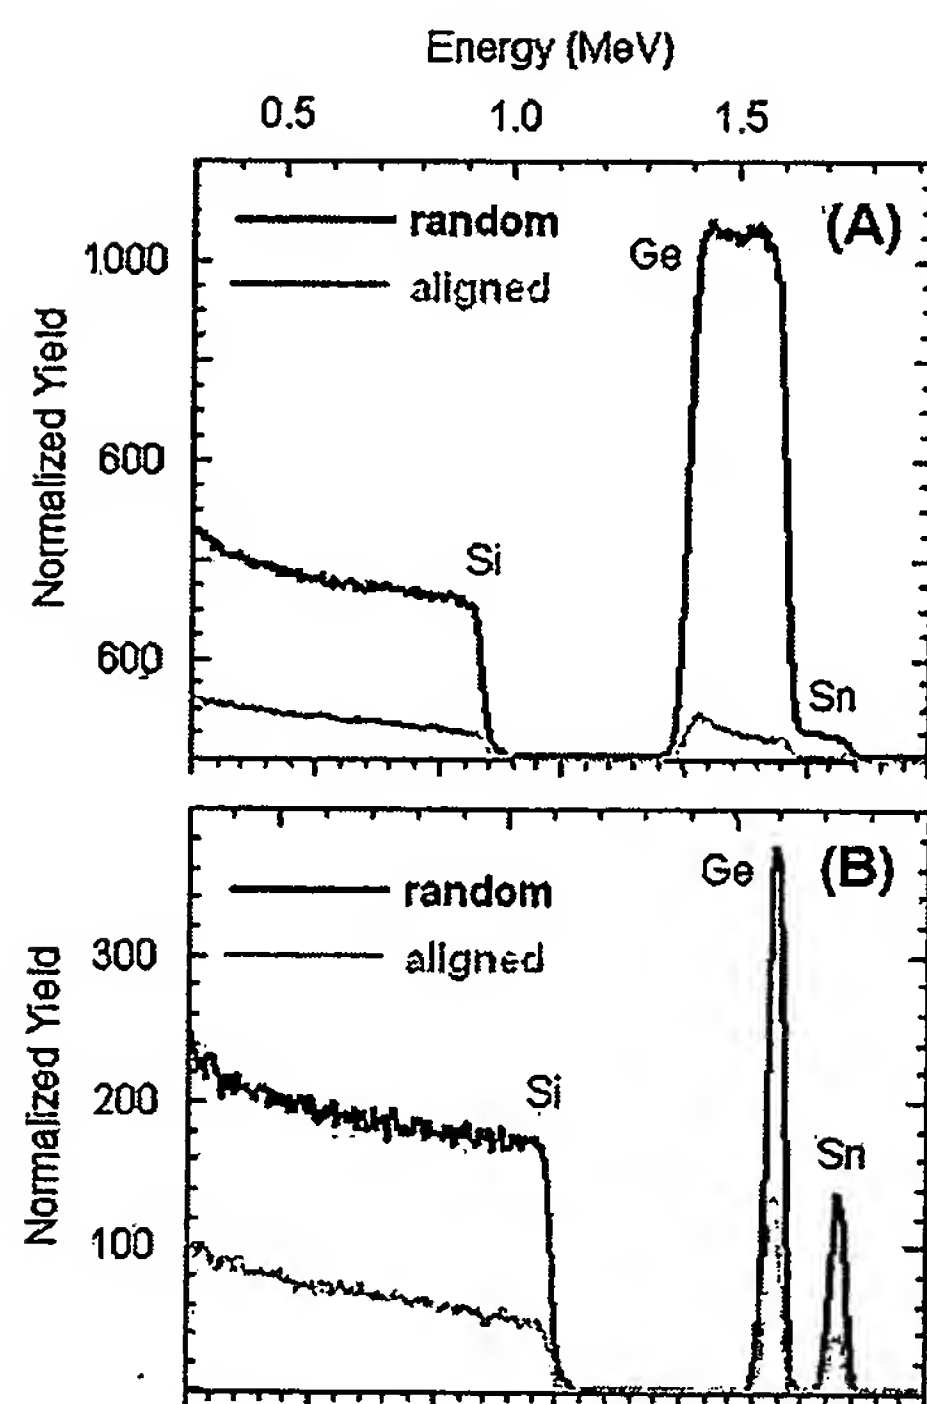 Energy (MeV)
0.5 1.0 1.5
random
aligned
Ge
(A)
1000
600
600
Normalized Yield
Si
Sn
random
aligned
Ge
(B)
300
200
100
Normalized Yield
Si
Sn